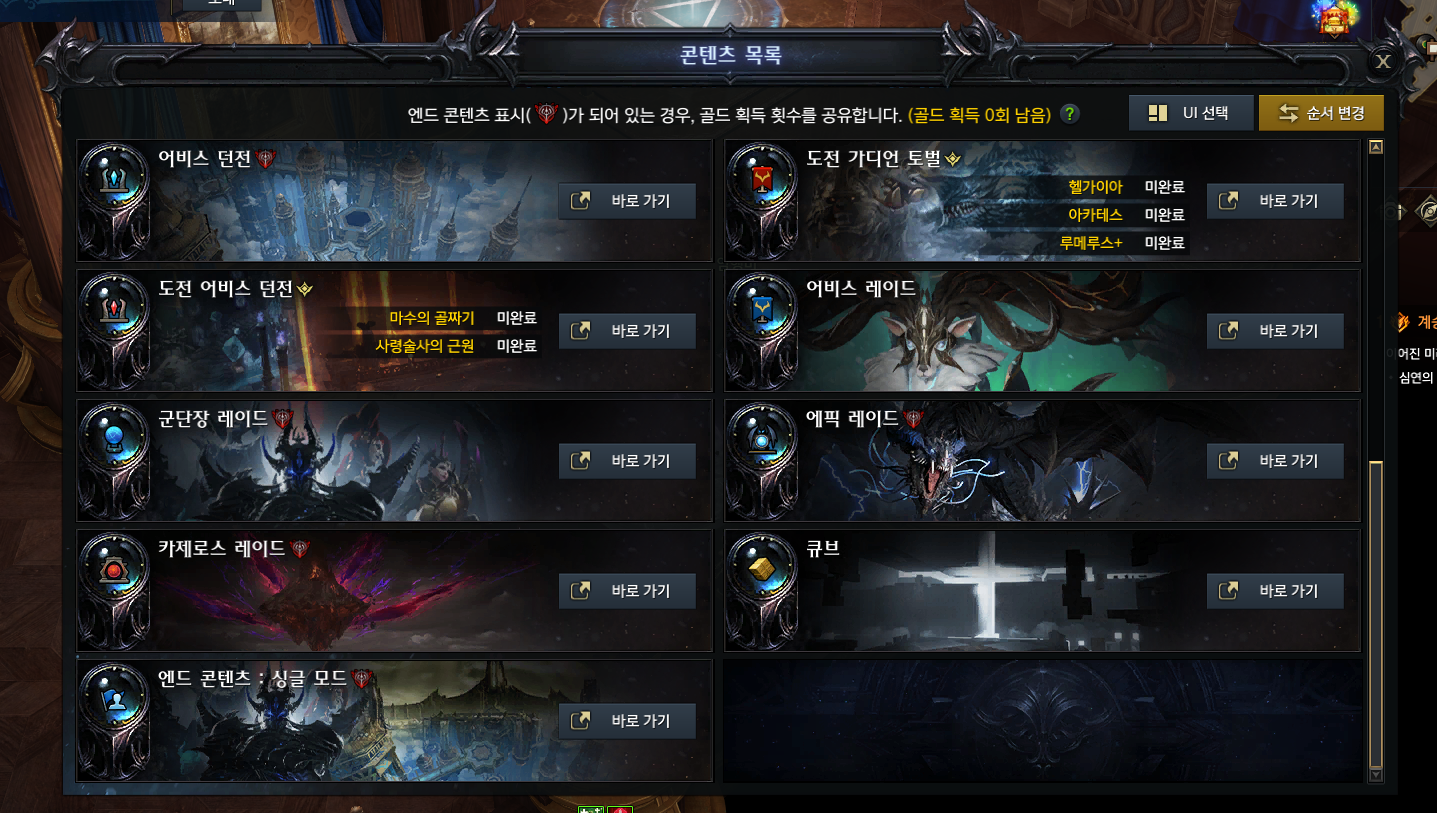 콘텐츠 목록
X
엔드 콘텐츠 표시( )가 되어 있는 경우, 골드 획득 횟수를 공유합니다. (골드 획득 0회 남음) ?
UI 선택
순서 변경
어비스 던전
바로 가기
도전 가디언 토벌
헬가이아 미완료
아카테스 미완료
루메루스+ 미완료
바로 가기
도전 어비스 던전
마수의 골짜기 미완료
사령술사의 근원 미완료
바로 가기
어비스 레이드
바로 가기
군단장 레이드
바로 가기
에픽 레이드
바로 가기
카제로스 레이드
바로 가기
큐브
바로 가기
엔드 콘텐츠 : 싱글 모드
바로 가기
심연의